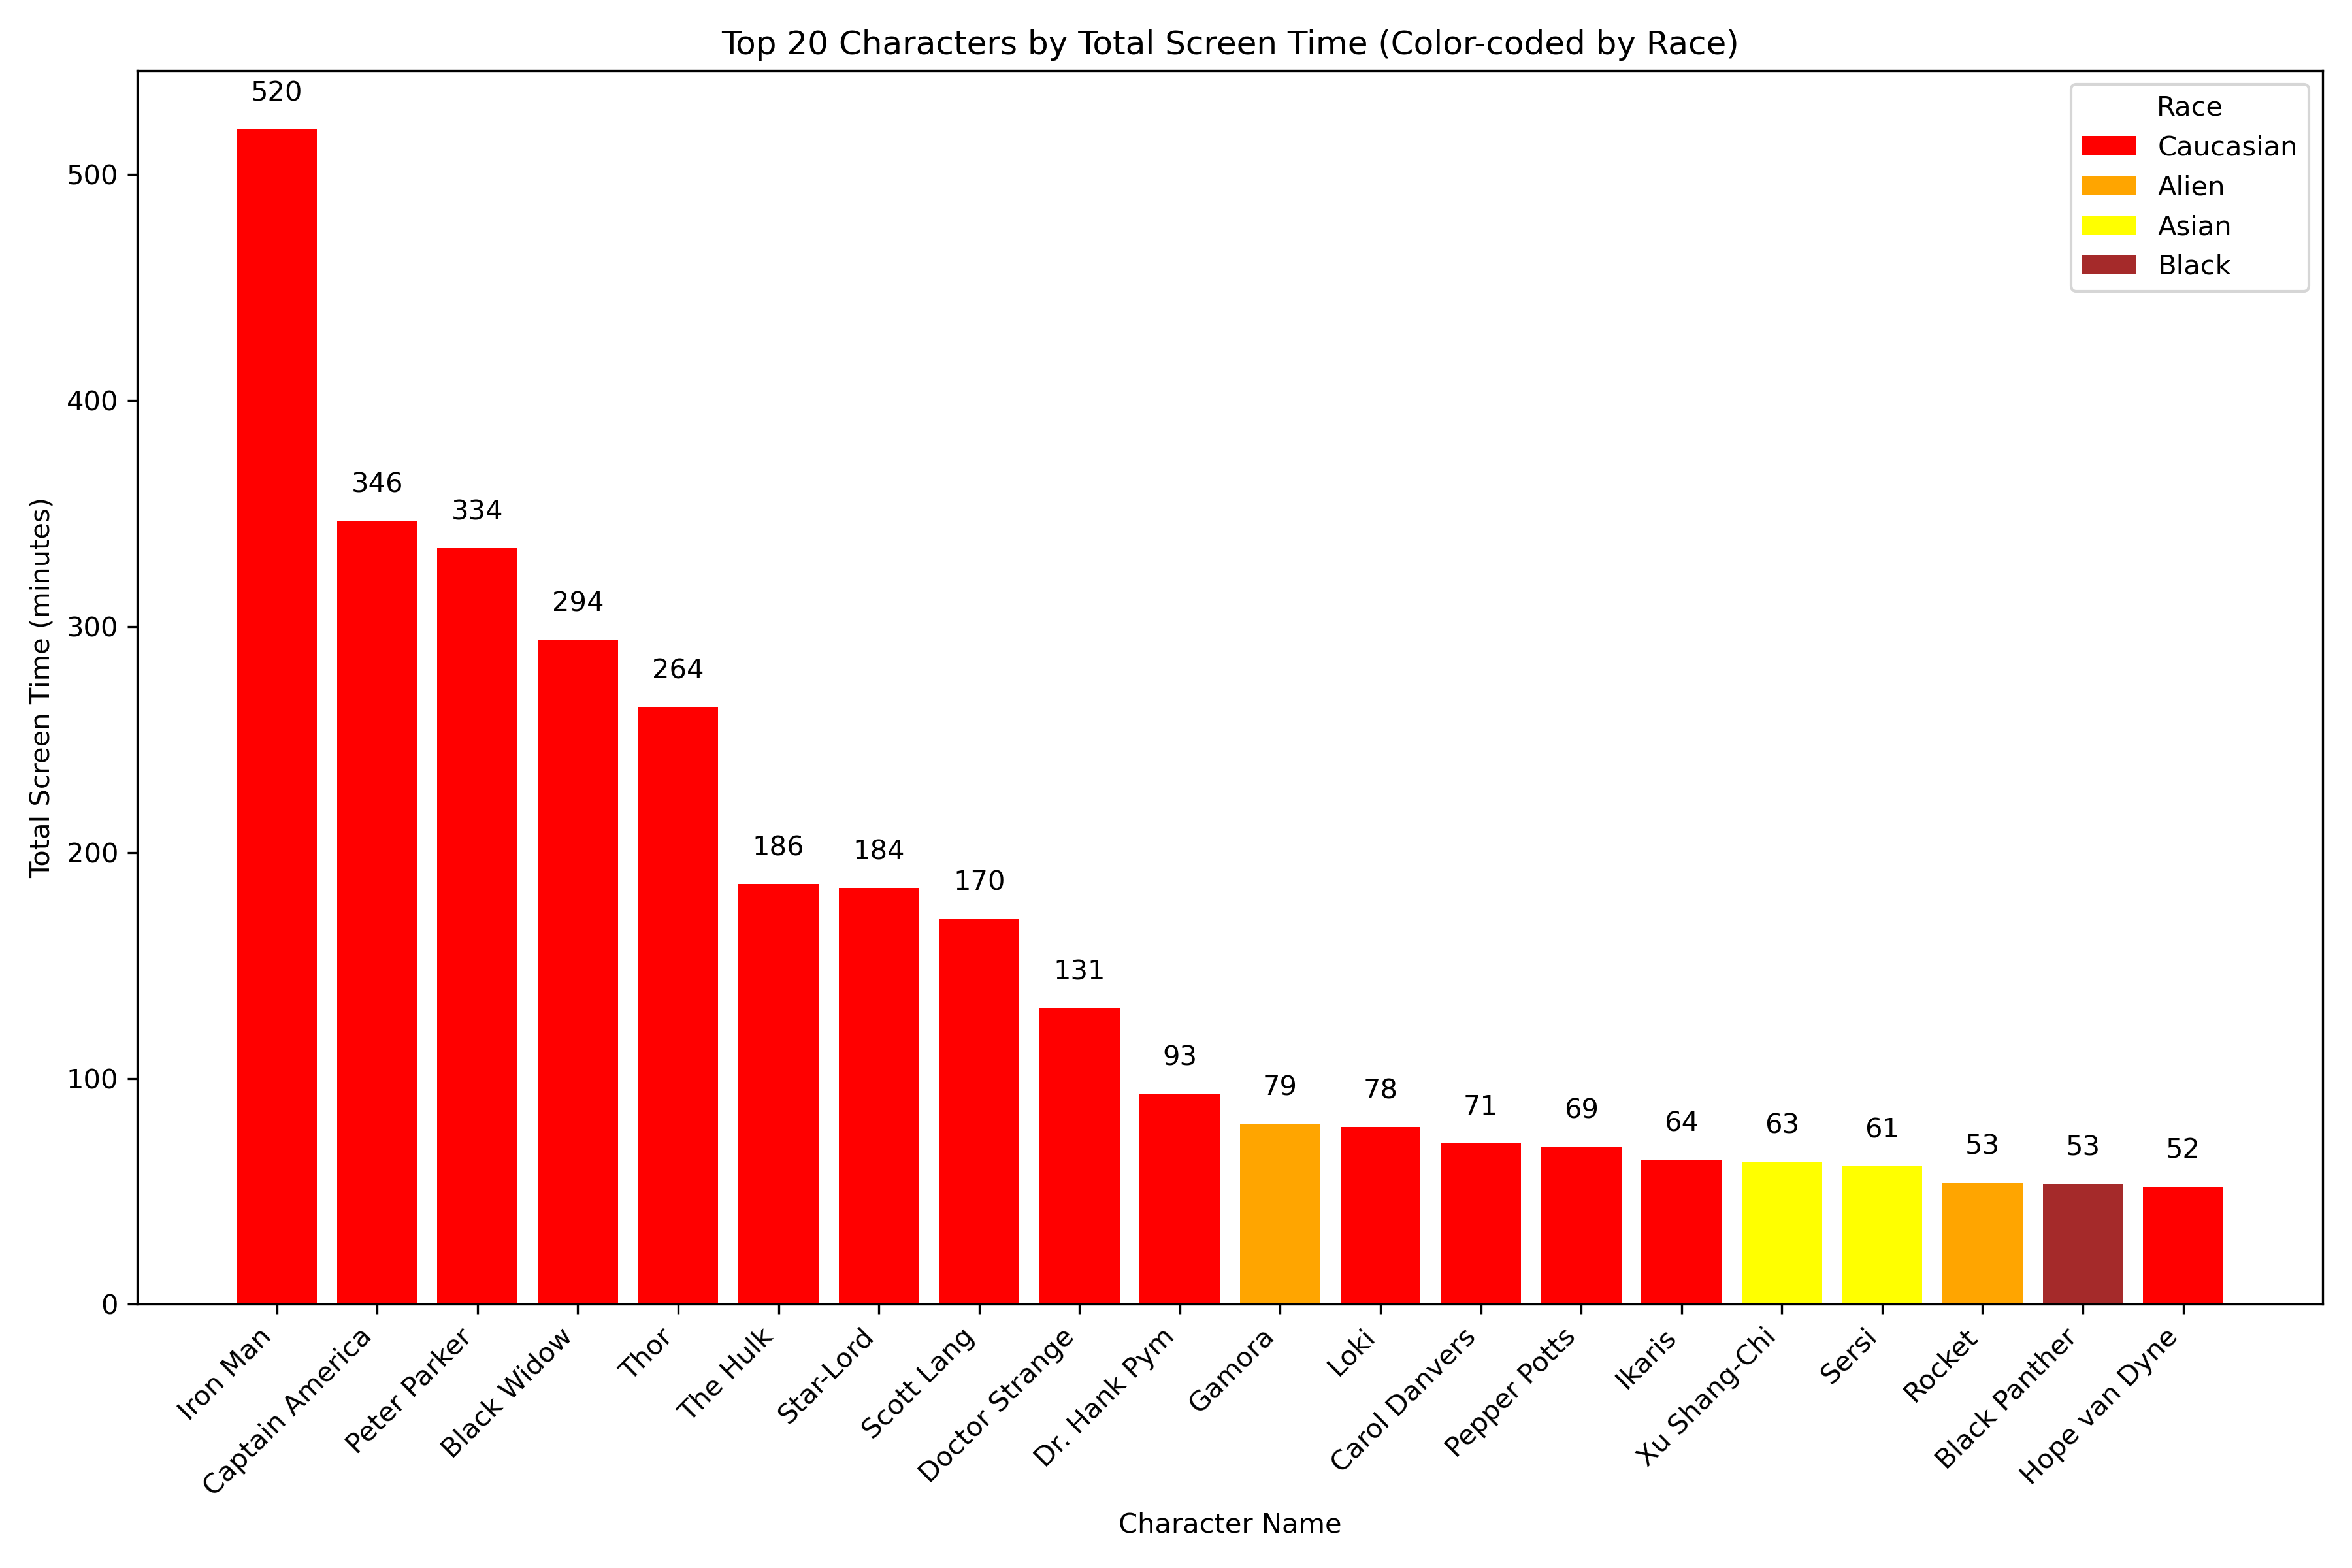 Top 20 Characters by Total Screen Time (Color-coded by Race)
Total Screen Time (minutes)
500
400
300
200
100
0
520
346
334
294
264
186
184
170
131
93
79
78
71
69
64
63
61
53
53
52
Race
Caucasian
Alien
Asian
Black
Iron Man
Captain America
Peter Parker
Black Widow
Thor
The Hulk
Star-Lord
Scott Lang
Doctor Strange
Dr. Hank Pym
Gamora
Loki
Carol Danvers
Pepper Potts
Ikaris
Xu Shang-Chi
Sersi
Rocket
Black Panther
Hope van Dyne
Character Name